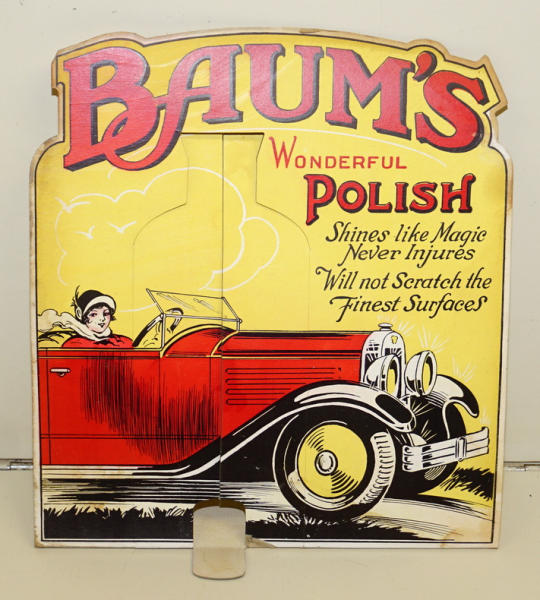 BAUM'S
WONDERFUL
POLISH
Shines like Magic
Never Injures
Will not Scratch the
Finest Surfaces